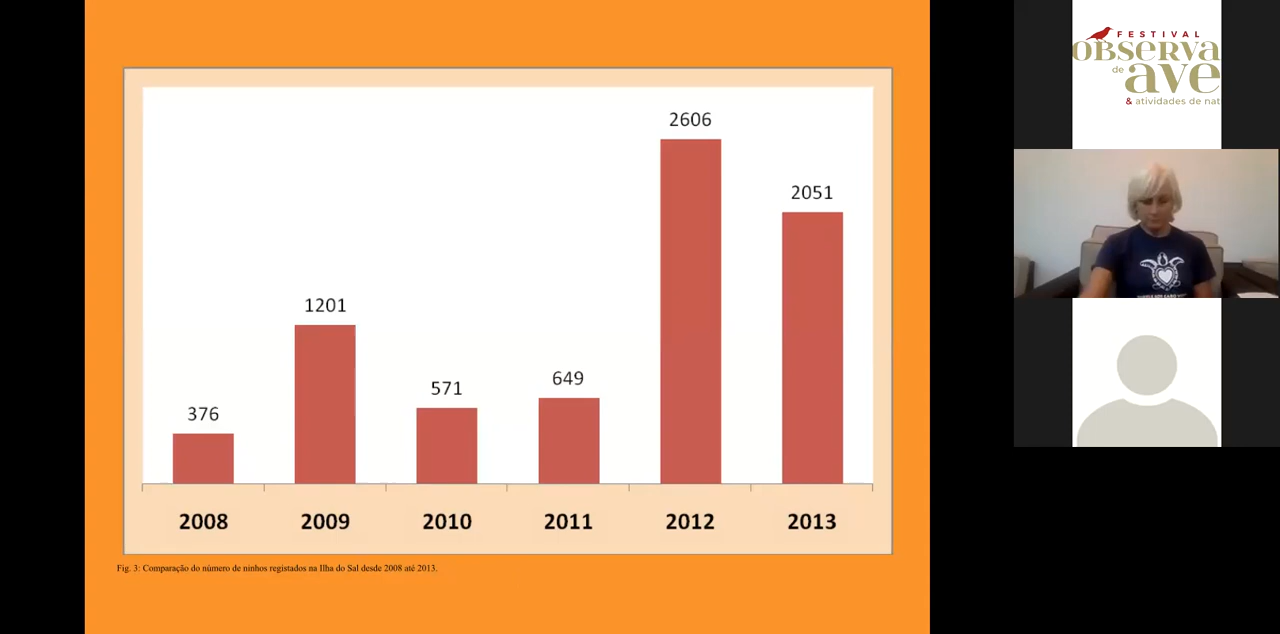 2606
2051
1201
649
571
376
2008 2009 2010 2011 2012 2013
Fig. 3: Comparação do número de ninhos registados na Ilha do Sal desde 2008 até 2013.
FESTIVAL
OBSERVA
de ave
& atividades de nat